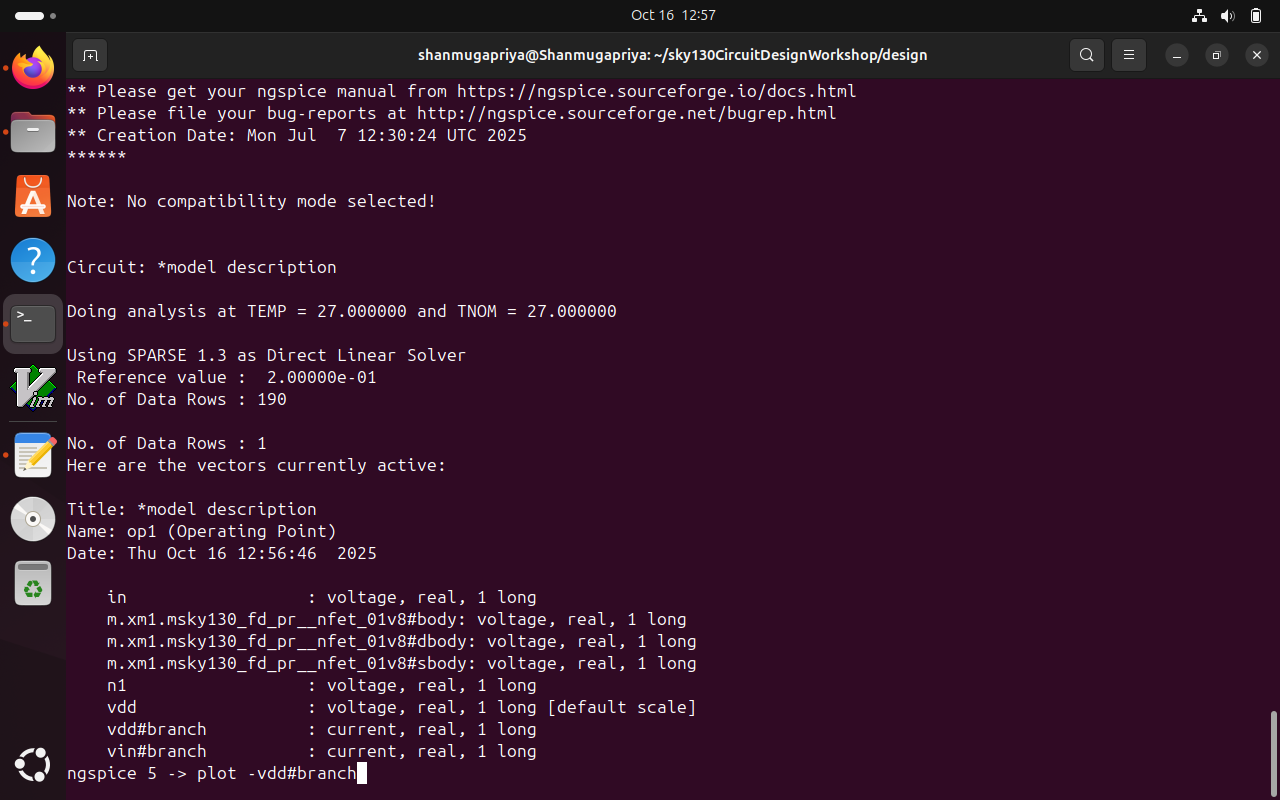 Oct 16 12:57
shanmugapriya@Shanmugapriya: ~/sky130CircuitDesignWorkshop/design
** Please get your ngspice manual from https://ngspice.sourceforge.io/docs.html
** Please file your bug-reports at http://ngspice.sourceforge.net/bugrep.html
** Creation Date: Mon Jul  7 12:30:24 UTC 2025
******
Note: No compatibility mode selected!
Circuit: *model description
Doing analysis at TEMP = 27.000000 and TNOM = 27.000000
Using SPARSE 1.3 as Direct Linear Solver
 Reference value :  2.00000e-01
No. of Data Rows : 190
No. of Data Rows : 1
Here are the vectors currently active:
Title: *model description
Name: op1 (Operating Point)
Date: Thu Oct 16 12:56:46  2025
    in                  : voltage, real, 1 long
    m.xm1.msky130_fd_pr__nfet_01v8#body: voltage, real, 1 long
    m.xm1.msky130_fd_pr__nfet_01v8#dbody: voltage, real, 1 long
    m.xm1.msky130_fd_pr__nfet_01v8#sbody: voltage, real, 1 long
    n1                  : voltage, real, 1 long
    vdd                 : voltage, real, 1 long [default scale]
    vdd#branch          : current, real, 1 long
    vin#branch          : current, real, 1 long
ngspice 5 -> plot -vdd#branch
>_
?
Vim